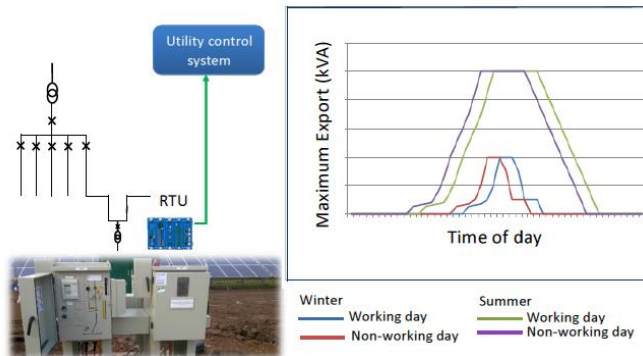 Utility control
system
RTU
Maximum Export (kVA)
Time of day
Winter
Working day
Non-working day
Summer
Working day
Non-working day